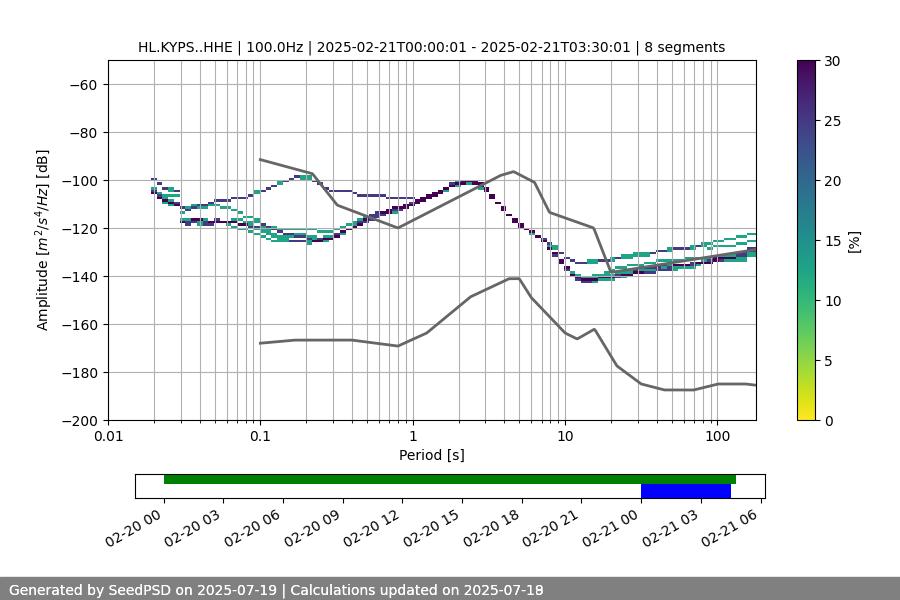 HL.KYPS..HHE | 100.0Hz | 2025-02-21T00:00:01 - 2025-02-21T03:30:01 | 8 segments
Amplitude [m²/s⁴/Hz] [dB]
−60
−80
−100
−120
−140
−160
−180
−200
0.01 0.1 1 10 100
Period [s]
30
25
20
15
10
5
0
[%]
02-20 00 02-20 03 02-20 06 02-20 09 02-20 12 02-20 15 02-20 18 02-20 21 02-21 00 02-21 03 02-21 06
Generated by SeedPSD on 2025-07-19 | Calculations updated on 2025-07-18